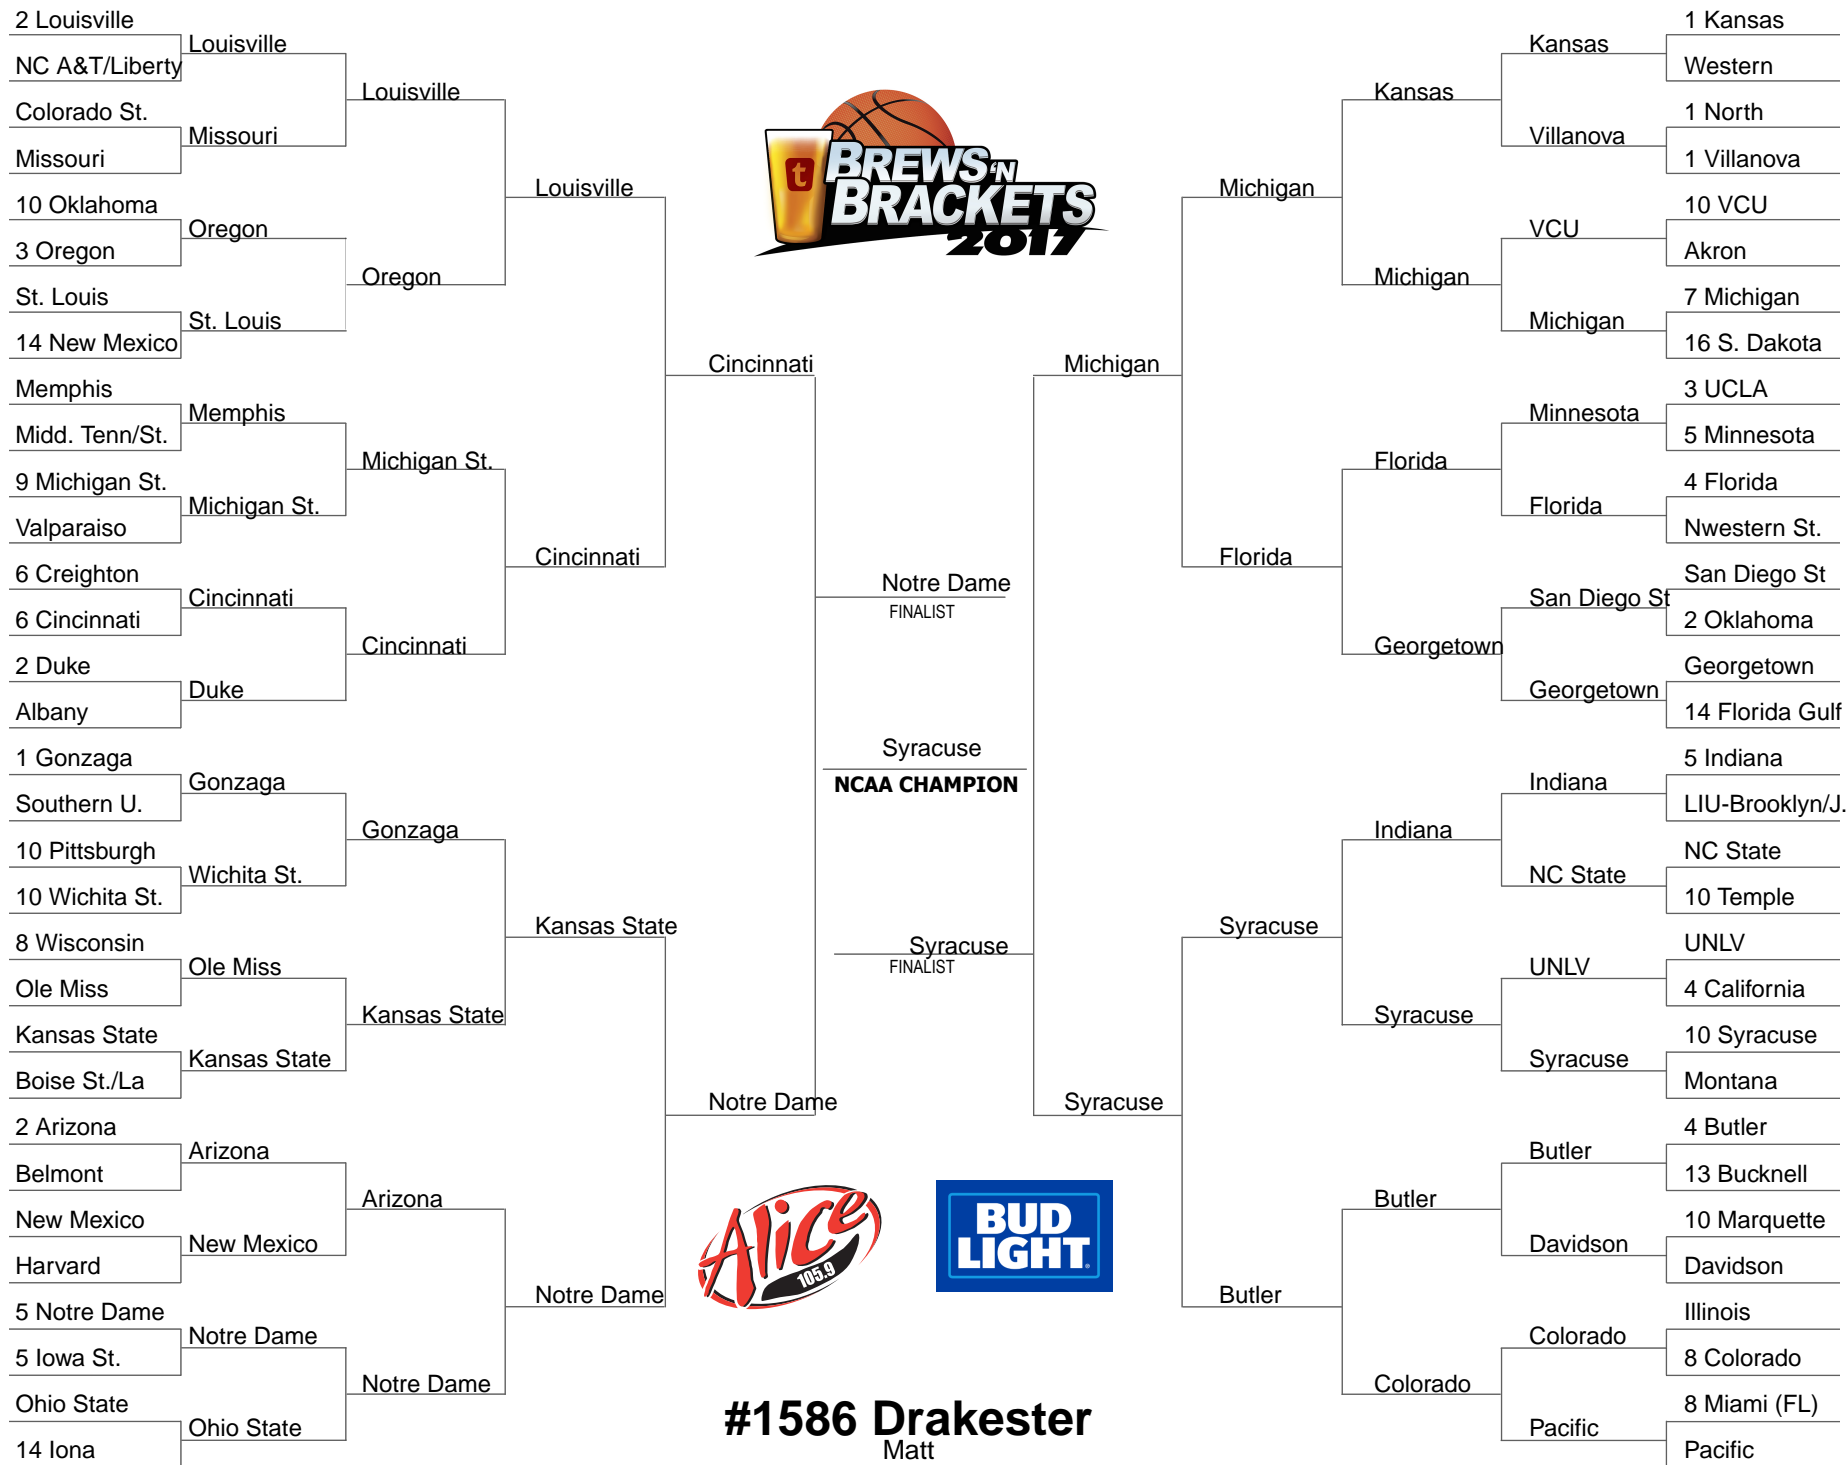 2 Louisville
NC A&T/Liberty
Colorado St.
Missouri
10 Oklahoma
3 Oregon
St. Louis
14 New Mexico
Memphis
Midd. Tenn/St.
9 Michigan St.
Valparaiso
6 Creighton
6 Cincinnati
2 Duke
Albany
1 Gonzaga
Southern U.
10 Pittsburgh
10 Wichita St.
8 Wisconsin
Ole Miss
Kansas State
Boise St./La
2 Arizona
Belmont
New Mexico
Harvard
5 Notre Dame
5 Iowa St.
Ohio State
14 Iona
Louisville
Missouri
Oregon
St. Louis
Memphis
Michigan St.
Cincinnati
Duke
Gonzaga
Wichita St.
Ole Miss
Kansas State
Arizona
New Mexico
Notre Dame
Ohio State
Louisville
Oregon
Michigan St.
Cincinnati
Gonzaga
Kansas State
Arizona
Notre Dame
Louisville
Cincinnati
Kansas State
Notre Dame
Cincinnati
Notre Dame
t
BREWS 'N
BRACKETS
2017
Notre Dame
FINALIST
Syracuse
NCAA CHAMPION
Syracuse
FINALIST
Alice
105.9
BUD
LIGHT
#1586 Drakester
Matt
Michigan
Syracuse
Michigan
Florida
Syracuse
Butler
Kansas
Michigan
Florida
Georgetown
Indiana
Syracuse
Butler
Colorado
Kansas
Villanova
VCU
Michigan
Minnesota
Florida
San Diego St
Georgetown
Indiana
NC State
UNLV
Syracuse
Butler
Davidson
Colorado
Pacific
1 Kansas
Western
1 North
1 Villanova
10 VCU
Akron
7 Michigan
16 S. Dakota
3 UCLA
5 Minnesota
4 Florida
Nwestern St.
San Diego St
2 Oklahoma
Georgetown
14 Florida Gulf
5 Indiana
LIU-Brooklyn/J.
NC State
10 Temple
UNLV
4 California
10 Syracuse
Montana
4 Butler
13 Bucknell
10 Marquette
Davidson
Illinois
8 Colorado
8 Miami (FL)
Pacific